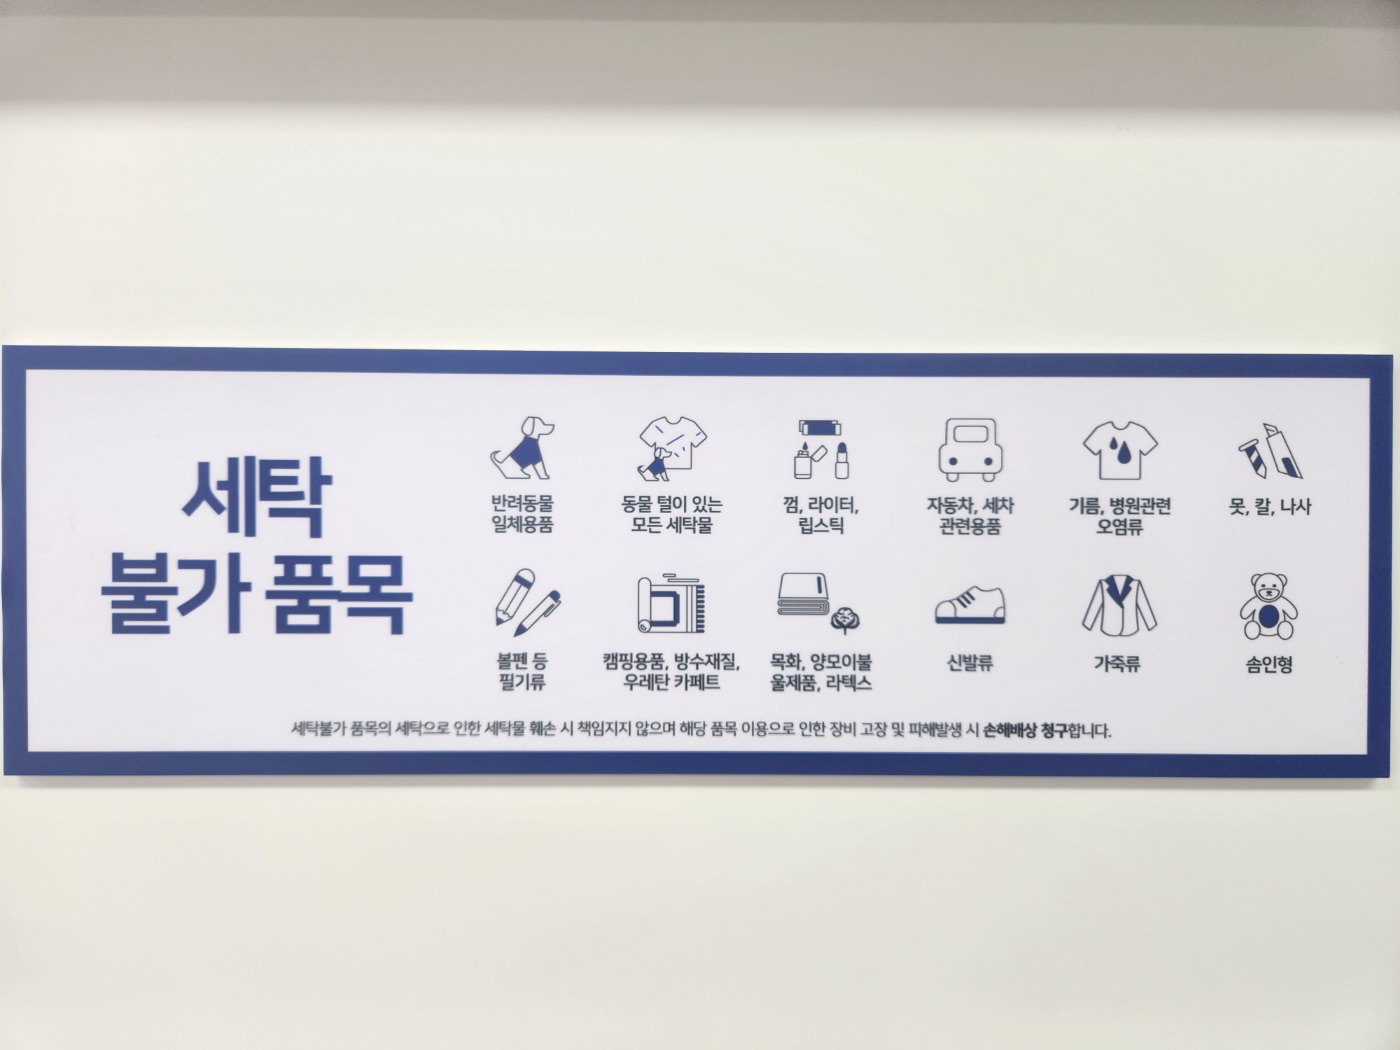 세탁
불가 품목
반려동물
일체용품
동물 털이 있는
모든 세탁물
껌, 라이터,
립스틱
자동차, 세차
관련용품
기름, 병원관련
오염류
못, 칼, 나사
볼펜 등
필기류
캠핑용품, 방수재질,
우레탄 카페트
목화, 양모이불
울제품, 라텍스
신발류
가죽류
솜인형
세탁불가 품목의 세탁으로 인한 세탁물 훼손 시 책임지지 않으며 해당 품목 이용으로 인한 장비 고장 및 피해발생 시 손해배상 청구합니다.